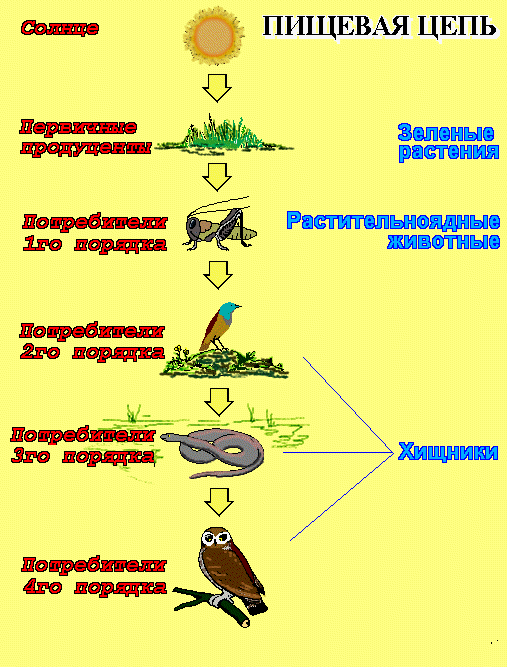 Солнце
ПИЩЕВАЯ ЦЕПЬ
Первичные
продуценты
Зеленые
растения
Потребители
1го порядка
Растительноядные
животные
Потребители
2го порядка
Потребители
3го порядка
Хищники
Потребители
4го порядка